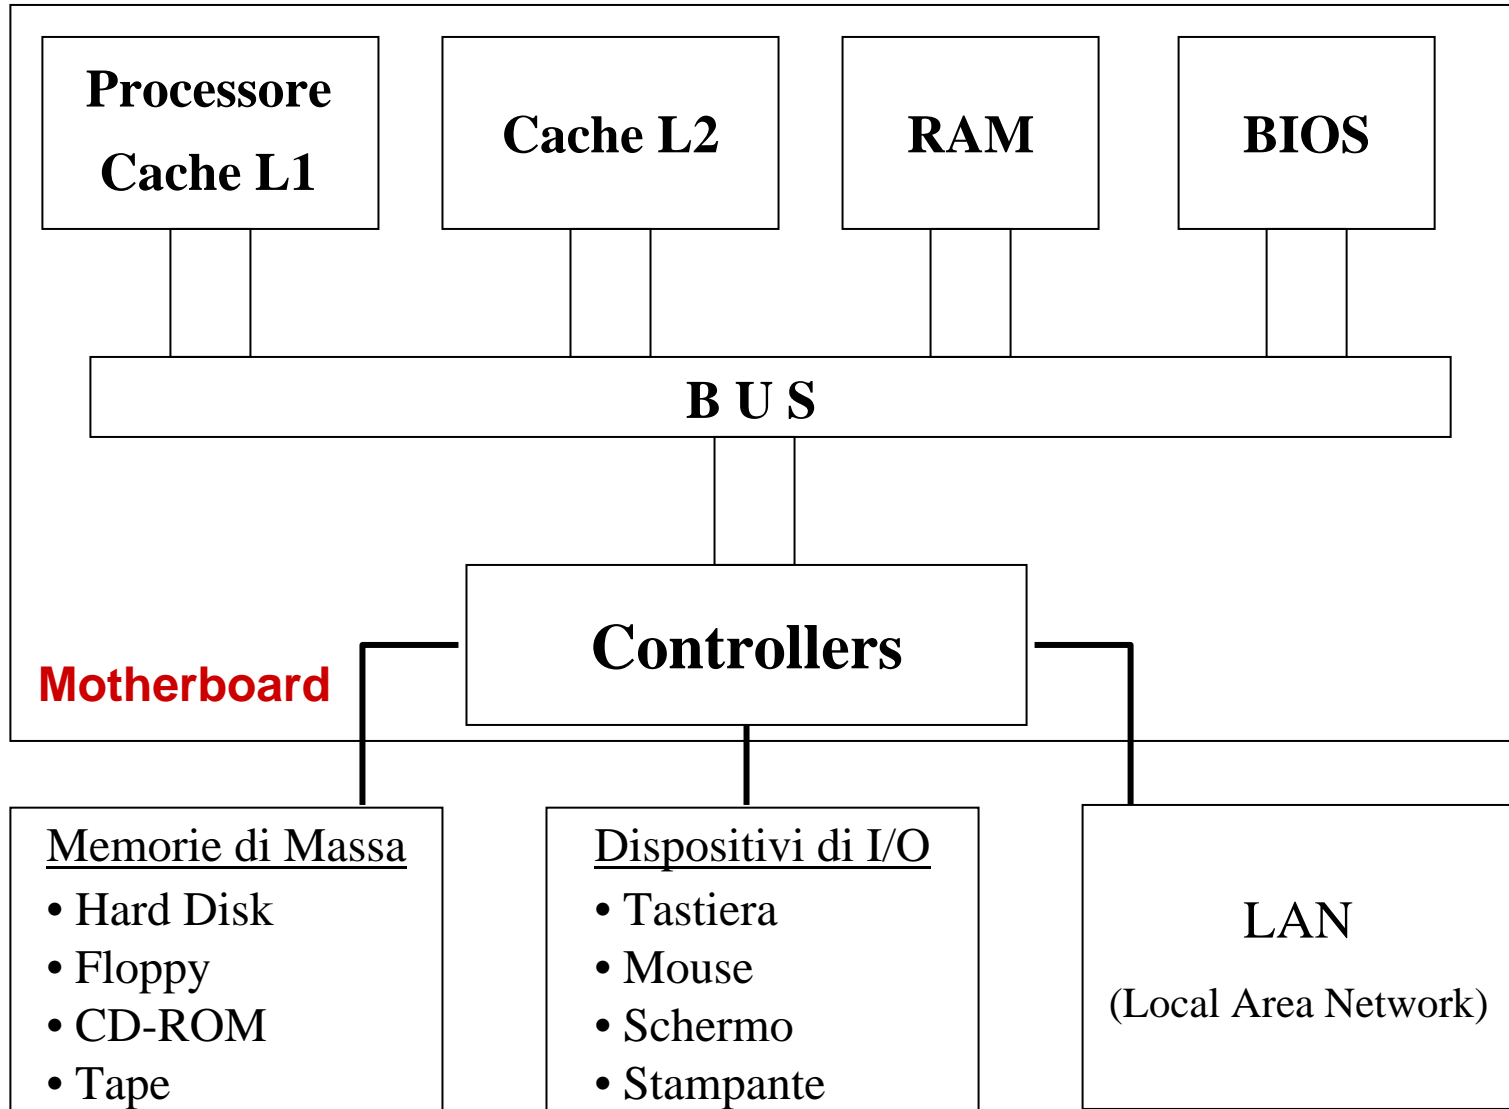 Processore
Cache L1
Cache L2
RAM
BIOS
B U S
Controllers
Motherboard
Memorie di Massa
• Hard Disk
• Floppy
• CD-ROM
• Tape
Dispositivi di I/O
• Tastiera
• Mouse
• Schermo
• Stampante
LAN
(Local Area Network)